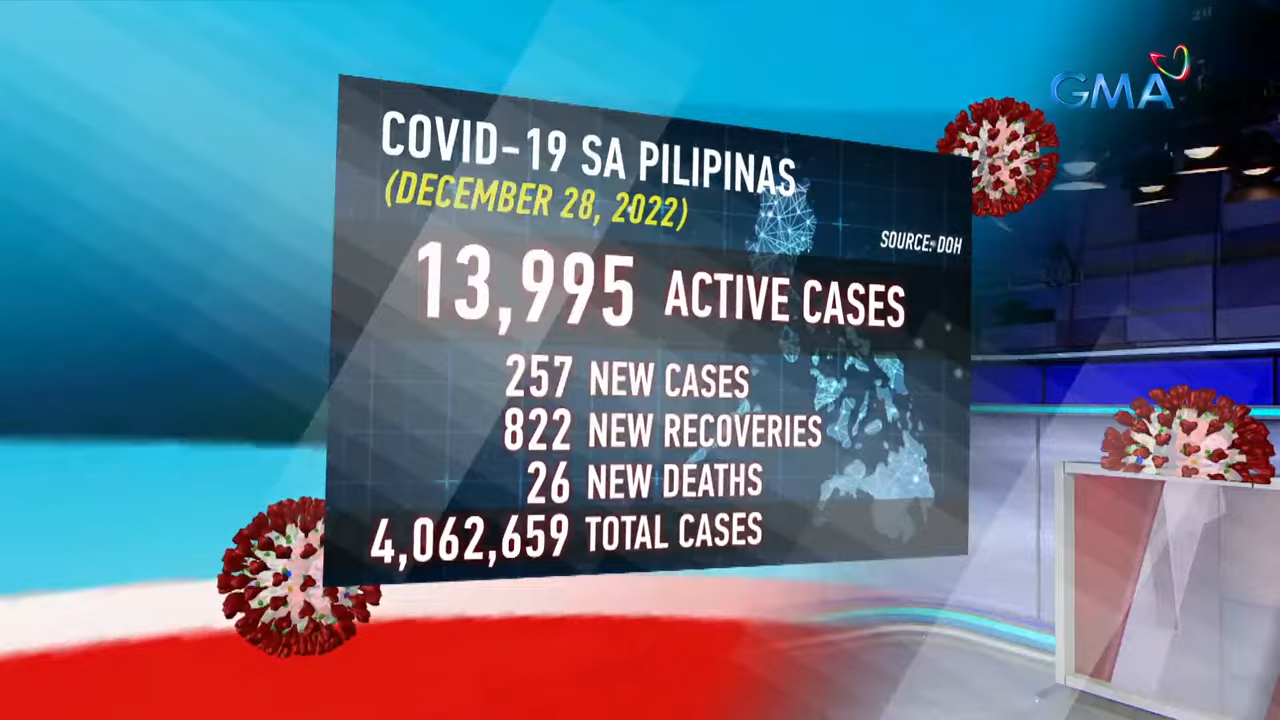 GMA
COVID-19 SA PILIPINAS
(DECEMBER 28, 2022)
SOURCE: DOH
13,995 ACTIVE CASES
257 NEW CASES
822 NEW RECOVERIES
26 NEW DEATHS
4,062,659 TOTAL CASES